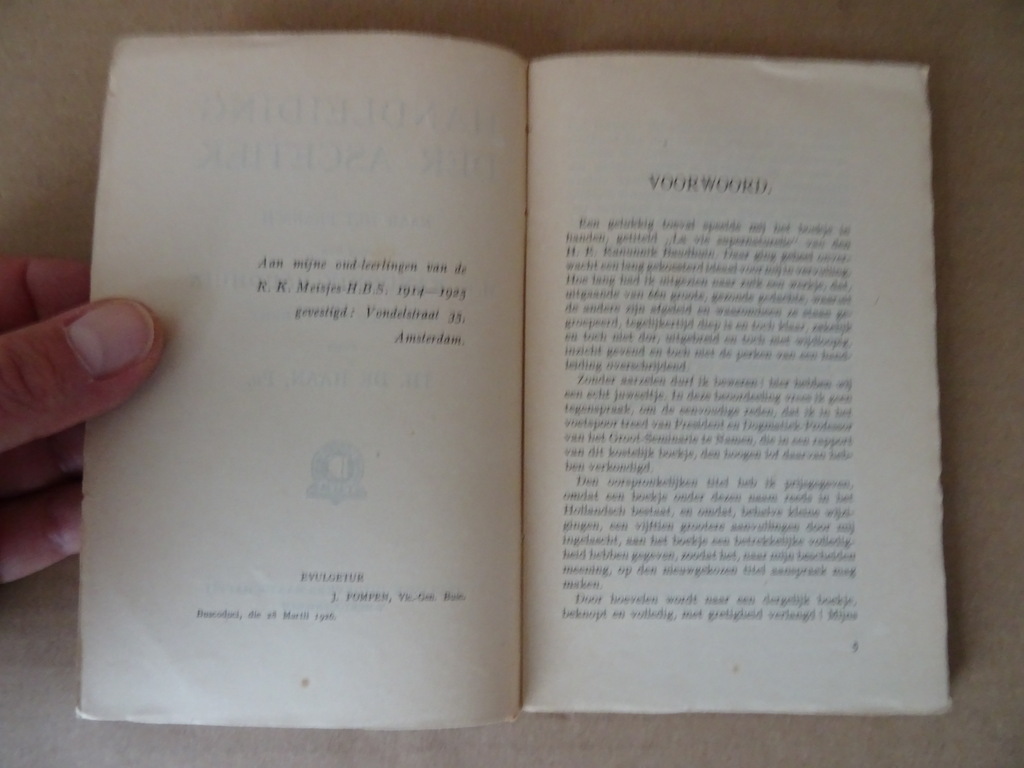 Aan mijne oud-leerlingen van de
R. K. Meisjes-H.B.S. 1914—1925
gevestigd: Vondelstraat 35,
Amsterdam.
EVULGETUR
J. POMPEN, Vic. Gen. Busc.
Buscoduci, die 28 Martii 1926.
VOORWOORD.
Een gelukkig toeval speelde mij het boekje in
handen, getiteld „La vie surnaturelle" van den
H. E. Kanunnik Beaudhuin. Daar ging geheel onver-
wacht een lang gekoesterd ideaal voor mij in vervulling.
Hoe lang had ik uitgezien naar zulk een werkje, dat,
uitgaande van één groote, gezonde gedachte, waaruit
de andere zijn afgeleid en waaromheen ze staan ge-
groepeerd, tegelijkertijd diep is en toch klaar, zakelijk
en toch niet dor, uitgebreid en toch niet wijdloopig,
inzicht gevend en toch niet de perken van een hand-
leiding overschrijdend.
Zonder aarzelen durf ik beweren: hier hebben wij
een echt juweeltje. In deze beoordeeling vrees ik geen
tegenspraak, om de eenvoudige reden, dat ik in het
voetspoor treed van President en Dogmatiek-Professor
van het Groot-Seminarie te Namen, die in een rapport
van dit kostelijk boekje, den hoogen lof daarvan heb-
ben verkondigd.
Den oorspronkelijken titel heb ik prijsgegeven,
omdat een boekje onder dezen naam reeds in het
Hollandsch bestaat, en omdat, behalve kleine wijzi-
gingen, een vijftien grootere aanvullingen door mij
ingelascht, aan het boekje een betrekkelijke volledig-
heid hebben gegeven, zoodat het, naar mijn bescheiden
meening, op den nieuwgekozen titel aanspraak mag
maken.
Door hoevelen wordt naar een dergelijk boekje,
beknopt en volledig, met gretigheid verlangd! Mijns
5